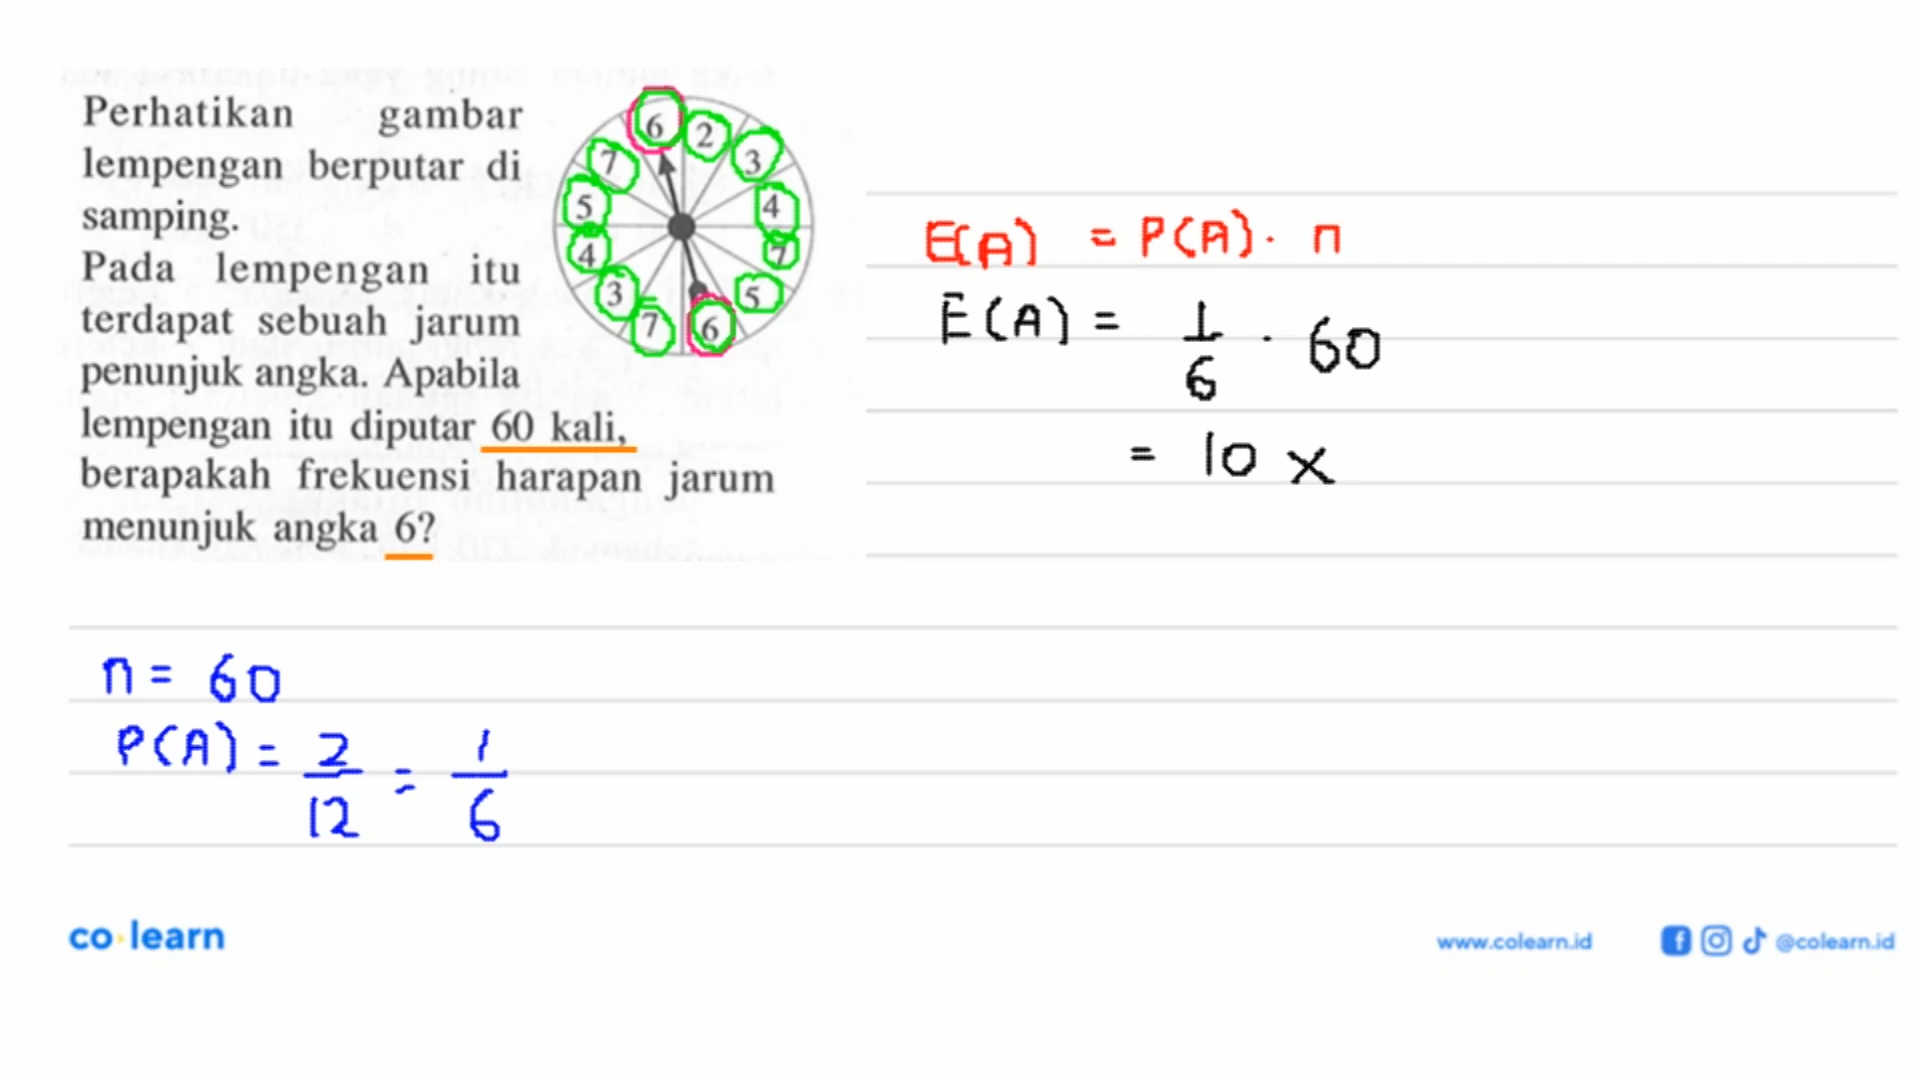 Perhatikan gambar
lempengan berputar di
samping.
Pada lempengan itu
terdapat sebuah jarum
penunjuk angka. Apabila
lempengan itu diputar 60 kali,
berapakah frekuensi harapan jarum
menunjuk angka 6?
6
2
3
4
7
5
6
7
3
4
5
7
E(A) = P(A) . n
E(A) = 1/6 . 60
= 10 x
n = 60
P(A) = 2/12 = 1/6
co learn
www.colearn.id
@colearn.id